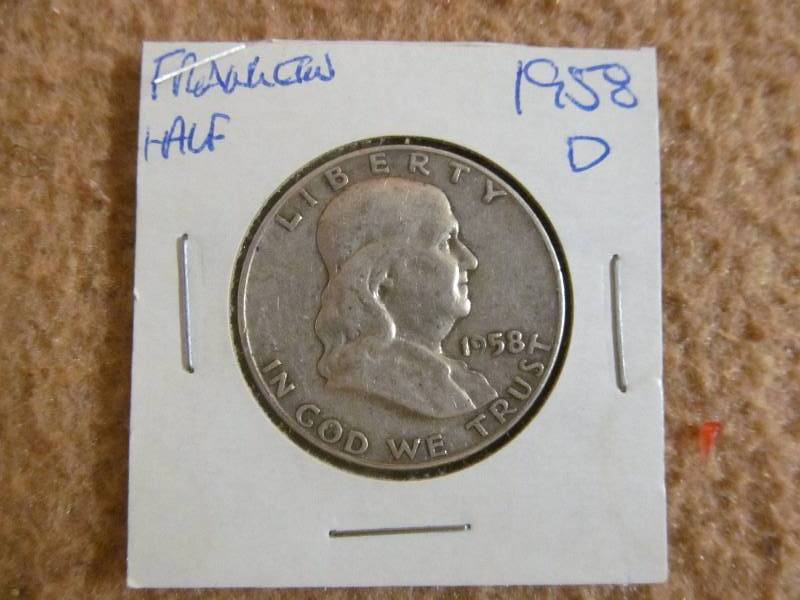 FRANKLIN
HALF
1958
D
LIBERTY
1958
IN GOD WE TRUST